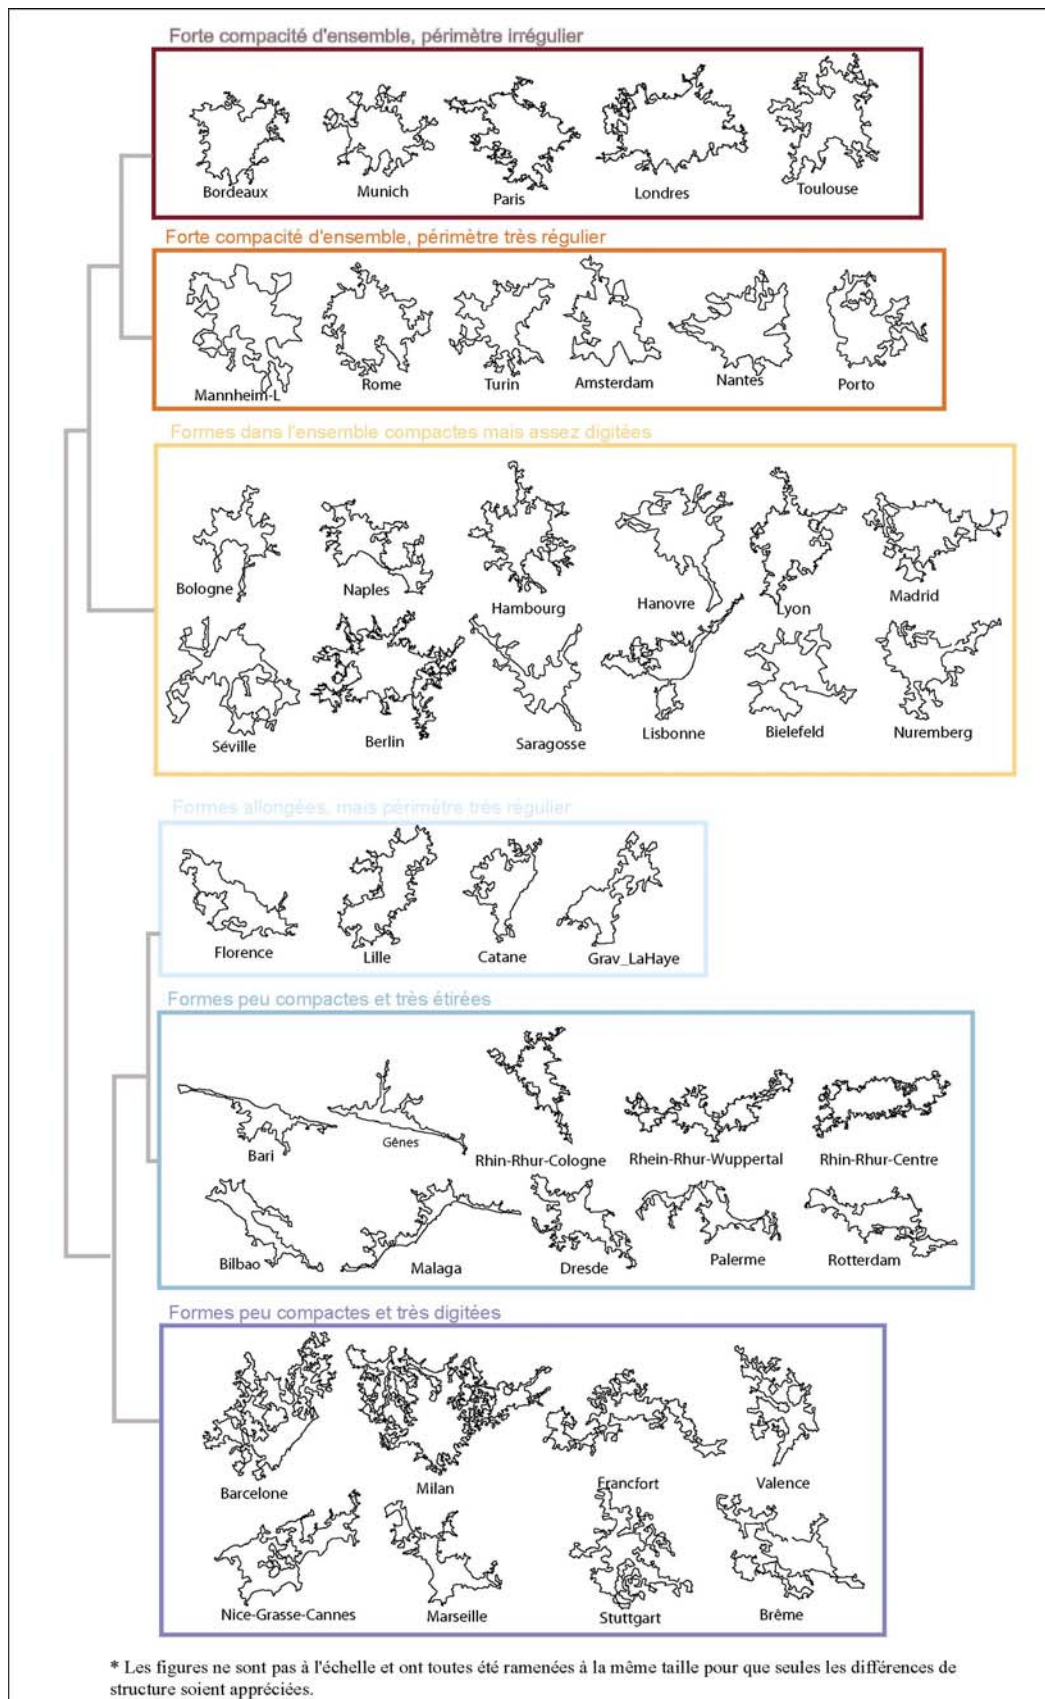 Forte compacité d'ensemble, périmètre irrégulier
Bordeaux
Munich
Paris
Londres
Toulouse
Forte compacité d'ensemble, périmètre très régulier
Mannheim-L
Rome
Turin
Amsterdam
Nantes
Porto
Formes dans l'ensemble compactes mais assez digitées
Bologne
Naples
Hambourg
Hanovre
Lyon
Madrid
Séville
Berlin
Saragosse
Lisbonne
Bielefeld
Nuremberg
Formes allongées, mais périmètre très régulier
Florence
Lille
Catane
Grav_LaHaye
Formes peu compactes et très étirées
Bari
Gênes
Rhin-Rhur-Cologne
Rhein-Rhur-Wuppertal
Rhin-Rhur-Centre
Bilbao
Malaga
Dresde
Palerme
Rotterdam
Formes peu compactes et très digitées
Barcelone
Milan
Francfort
Valence
Nice-Grasse-Cannes
Marseille
Stuttgart
Brême
* Les figures ne sont pas à l'échelle et ont toutes été ramenées à la même taille pour que seules les différences de
structure soient appréciées.